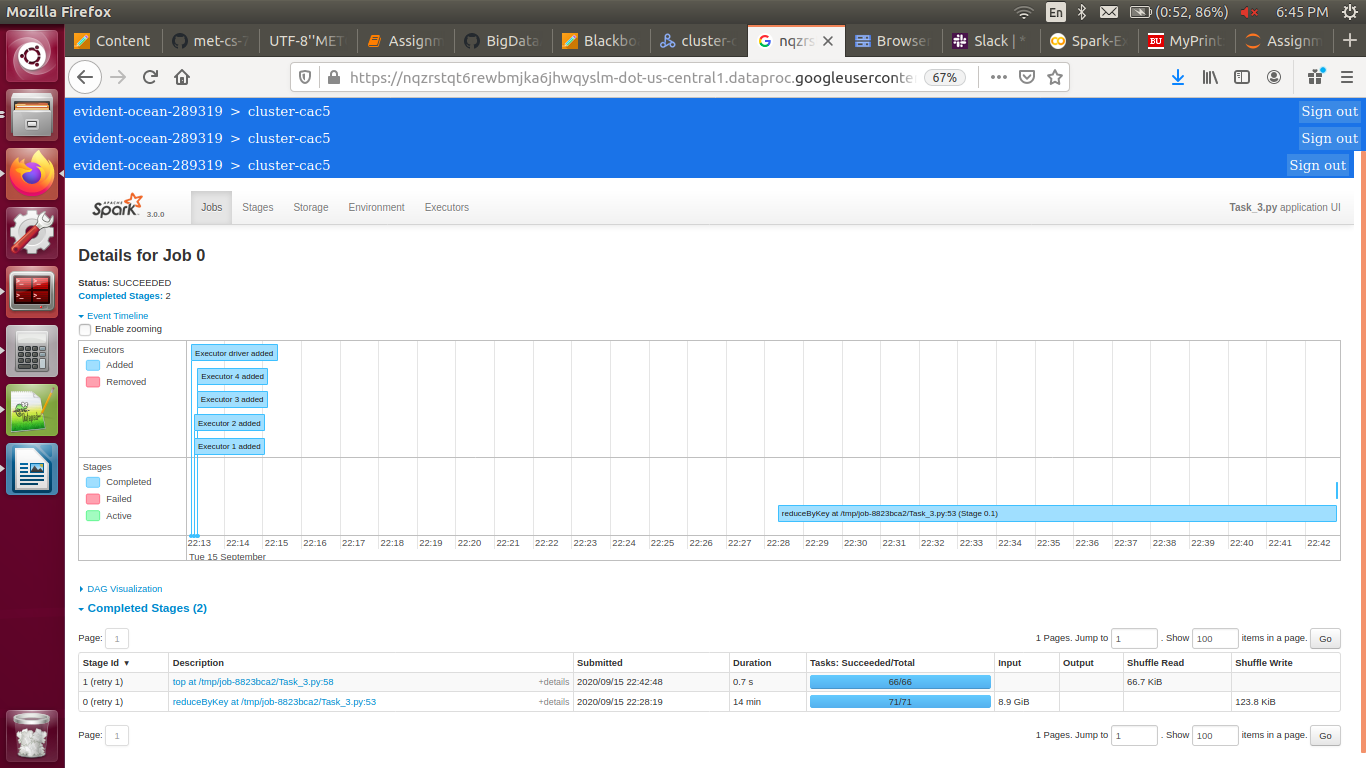 Mozilla Firefox
En
(0:52, 86%)
6:45 PM
Content
met-cs-7
UTF-8''MET
Assignm
BigData
Blackbo
cluster-c
nqzrs
Browser
Slack | *
Spark-Ex
MyPrint
Assignm
https://nqzrstqt6rewbmjka6jhwqyslm-dot-us-central1.dataproc.googleuserconte
67%
evident-ocean-289319 > cluster-cac5
Sign out
evident-ocean-289319 > cluster-cac5
Sign out
evident-ocean-289319 > cluster-cac5
Sign out
APACHE Spark 3.0.0
Jobs
Stages
Storage
Environment
Executors
Task_3.py application UI
Details for Job 0
Status: SUCCEEDED
Completed Stages: 2
Event Timeline
Enable zooming
Executors
Added
Removed
Executor driver added
Executor 4 added
Executor 3 added
Executor 2 added
Executor 1 added
Stages
Completed
Failed
Active
reduceByKey at /tmp/job-8823bca2/Task_3.py:53 (Stage 0.1)
22:13 22:14 22:15 22:16 22:17 22:18 22:19 22:20 22:21 22:22 22:23 22:24 22:25 22:26 22:27 22:28 22:29 22:30 22:31 22:32 22:33 22:34 22:35 22:36 22:37 22:38 22:39 22:40 22:41 22:42
Tue 15 September
DAG Visualization
Completed Stages (2)
Page: 1
1 Pages. Jump to 1 . Show 100 items in a page. Go
Stage Id ▼ Description Submitted Duration Tasks: Succeeded/Total Input Output Shuffle Read Shuffle Write
1 (retry 1) top at /tmp/job-8823bca2/Task_3.py:58 +details 2020/09/15 22:42:48 0.7 s 66/66 66.7 KiB
0 (retry 1) reduceByKey at /tmp/job-8823bca2/Task_3.py:53 +details 2020/09/15 22:28:19 14 min 71/71 8.9 GiB 123.8 KiB
Page: 1
1 Pages. Jump to 1 . Show 100 items in a page. Go